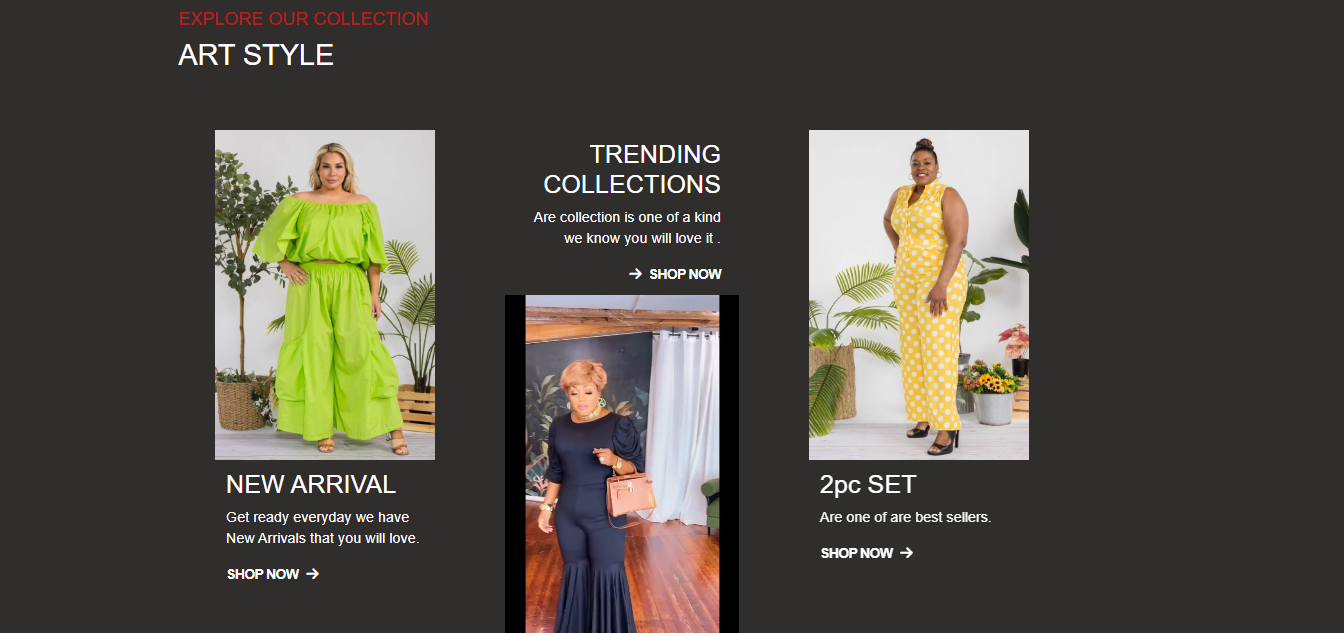 EXPLORE OUR COLLECTION
ART STYLE
TRENDING
COLLECTIONS
Are collection is one of a kind
we know you will love it .
→ SHOP NOW
NEW ARRIVAL
Get ready everyday we have
New Arrivals that you will love.
SHOP NOW →
2pc SET
Are one of are best sellers.
SHOP NOW →